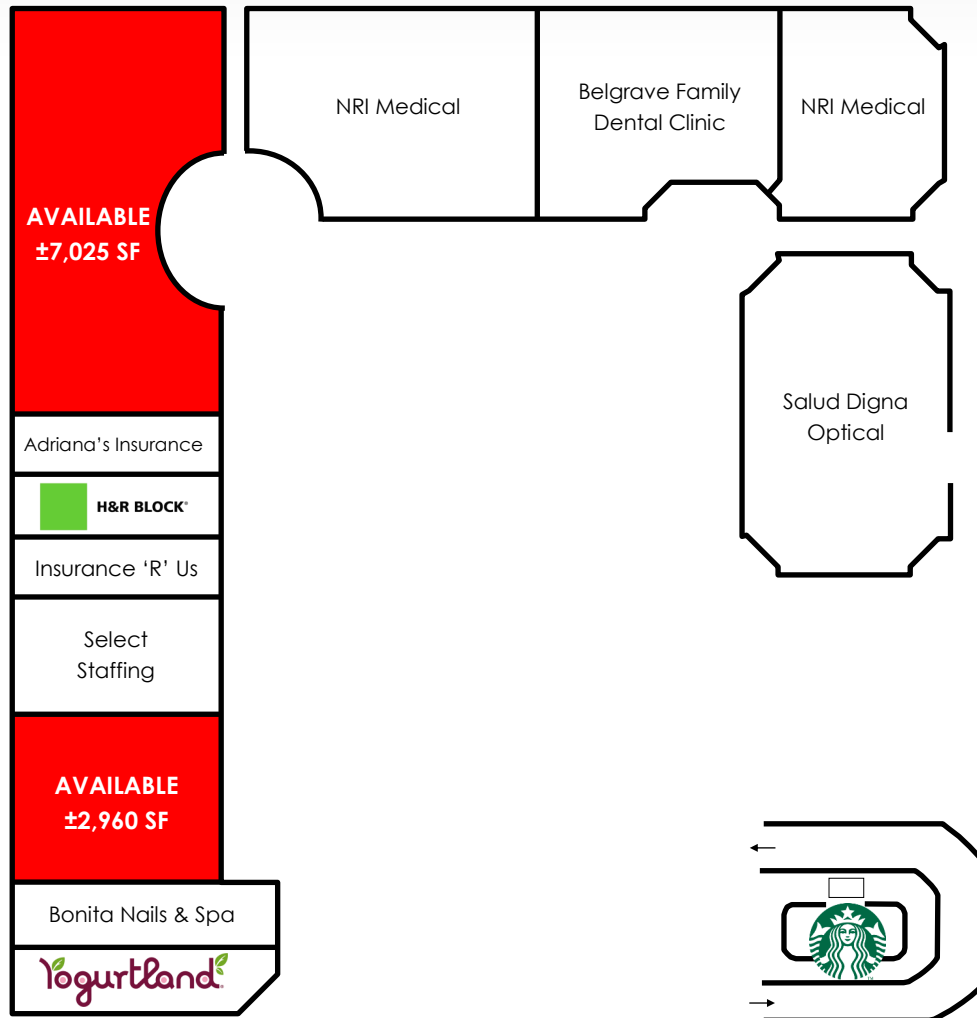 NRI Medical
Belgrave Family
Dental Clinic
NRI Medical
AVAILABLE
±7,025 SF
Salud Digna
Optical
Adriana’s Insurance
H&R BLOCK®
Insurance ‘R’ Us
Select
Staffing
AVAILABLE
±2,960 SF
Bonita Nails & Spa
Yogurtland